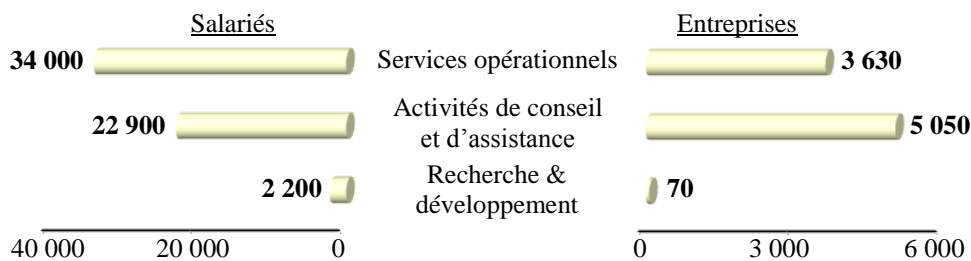 Salariés
Entreprises
34 000
Services opérationnels
3 630
22 900
Activités de conseil
et d'assistance
5 050
2 200
Recherche &
développement
70
40 000
20 000
0
0
3 000
6 000